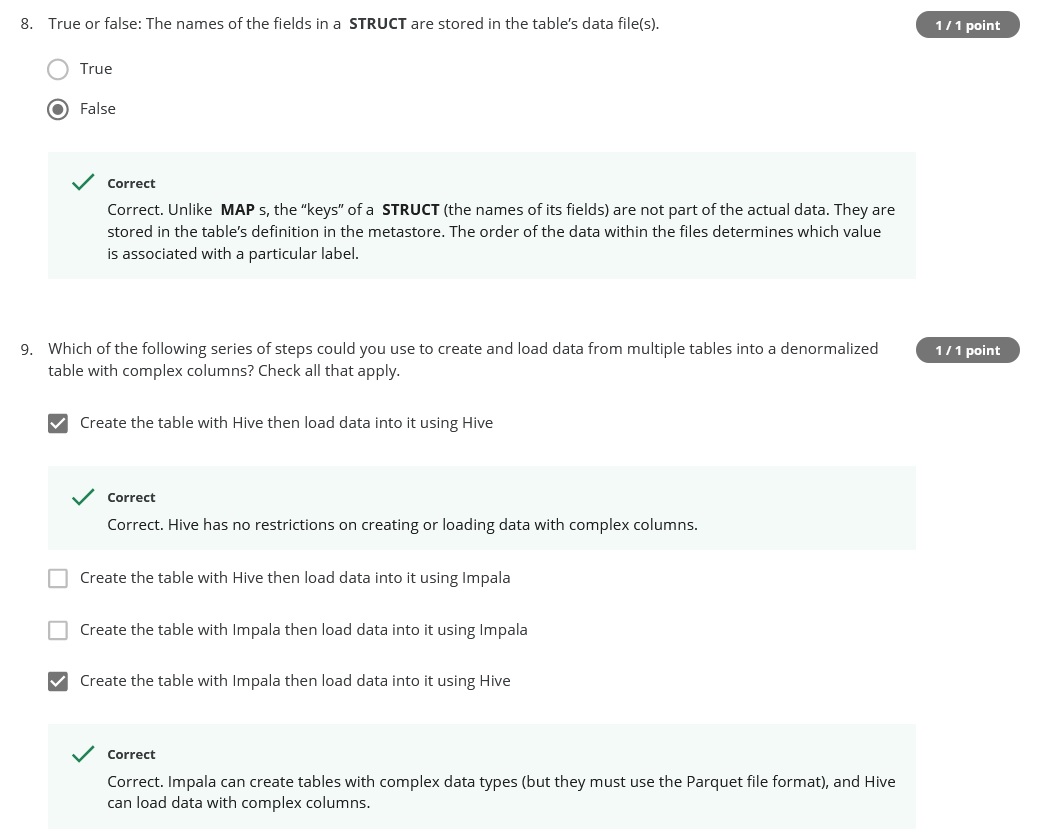 8. True or false: The names of the fields in a STRUCT are stored in the table’s data file(s).
1 / 1 point
True
False
Correct
Correct. Unlike MAP s, the “keys” of a STRUCT (the names of its fields) are not part of the actual data. They are
stored in the table’s definition in the metastore. The order of the data within the files determines which value
is associated with a particular label.
9. Which of the following series of steps could you use to create and load data from multiple tables into a denormalized
table with complex columns? Check all that apply.
1 / 1 point
Create the table with Hive then load data into it using Hive
Correct
Correct. Hive has no restrictions on creating or loading data with complex columns.
Create the table with Hive then load data into it using Impala
Create the table with Impala then load data into it using Impala
Create the table with Impala then load data into it using Hive
Correct
Correct. Impala can create tables with complex data types (but they must use the Parquet file format), and Hive
can load data with complex columns.